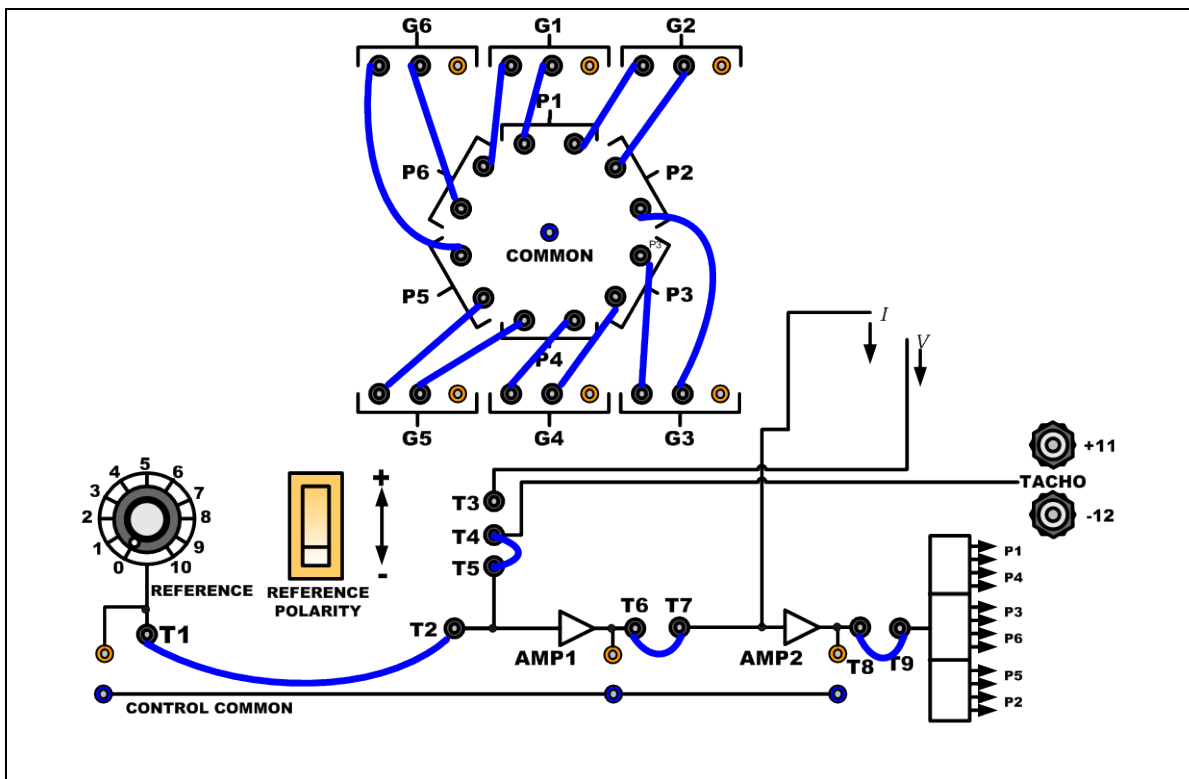 G6
G1
G2
P1
P6
P2
P3
COMMON
P5
P3
P4
G5
G4
G3
I
V
+11
TACHO
-12
4
5
6
3
7
2
8
1
9
0
10
REFERENCE
+
-
REFERENCE
POLARITY
T3
T4
T5
T1
T2
T6
T7
AMP1
AMP2
T8
T9
P1
P4
P3
P6
P5
P2
CONTROL COMMON